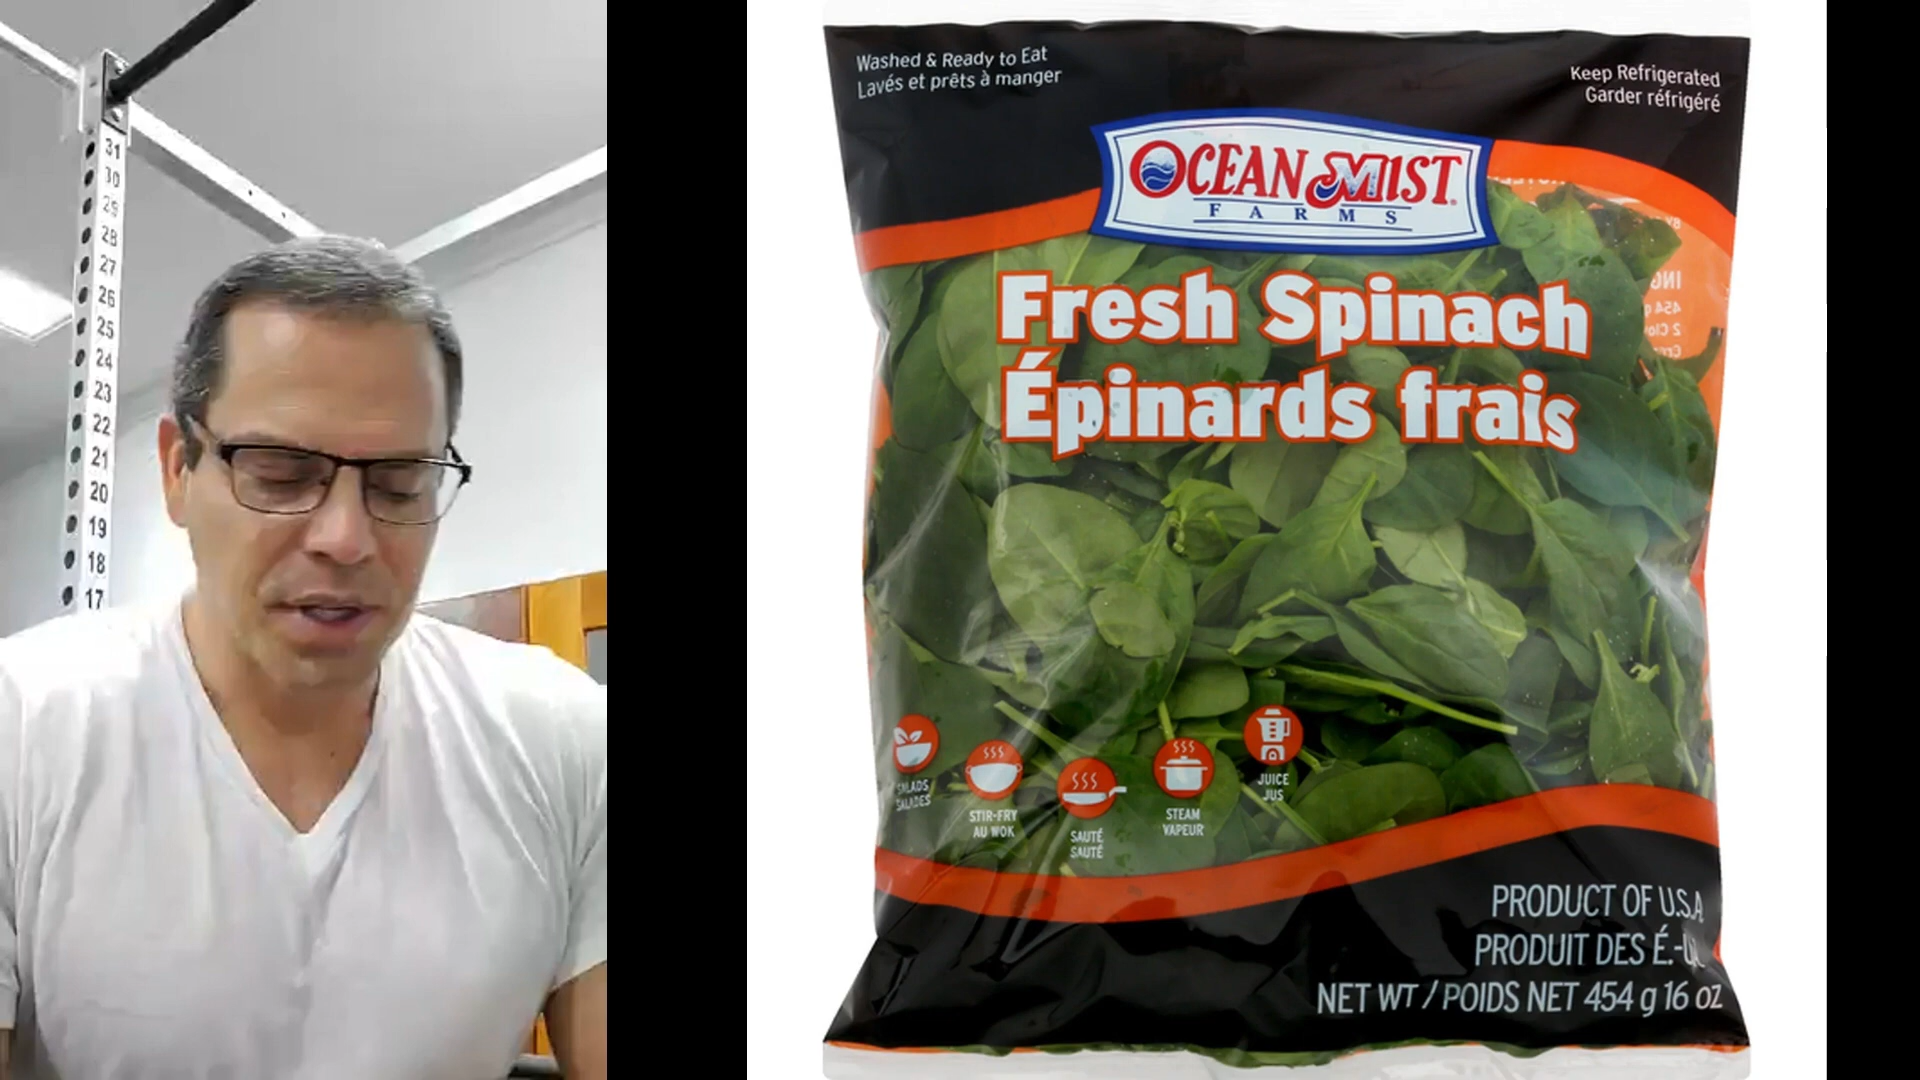 31
30
29
28
27
26
25
24
23
22
21
20
19
18
17
Washed & Ready to Eat
Lavés et prêts à manger
Keep Refrigerated
Garder réfrigéré
OCEAN MIST
FARMS
Fresh Spinach
Épinards frais
SALADS
SALADES
STIR-FRY
AU WOK
SAUTÉ
SAUTÉ
STEAM
VAPEUR
JUICE
JUS
PRODUCT OF U.S.A
PRODUIT DES É.-U.
NET WT / POIDS NET 454 g 16 oz